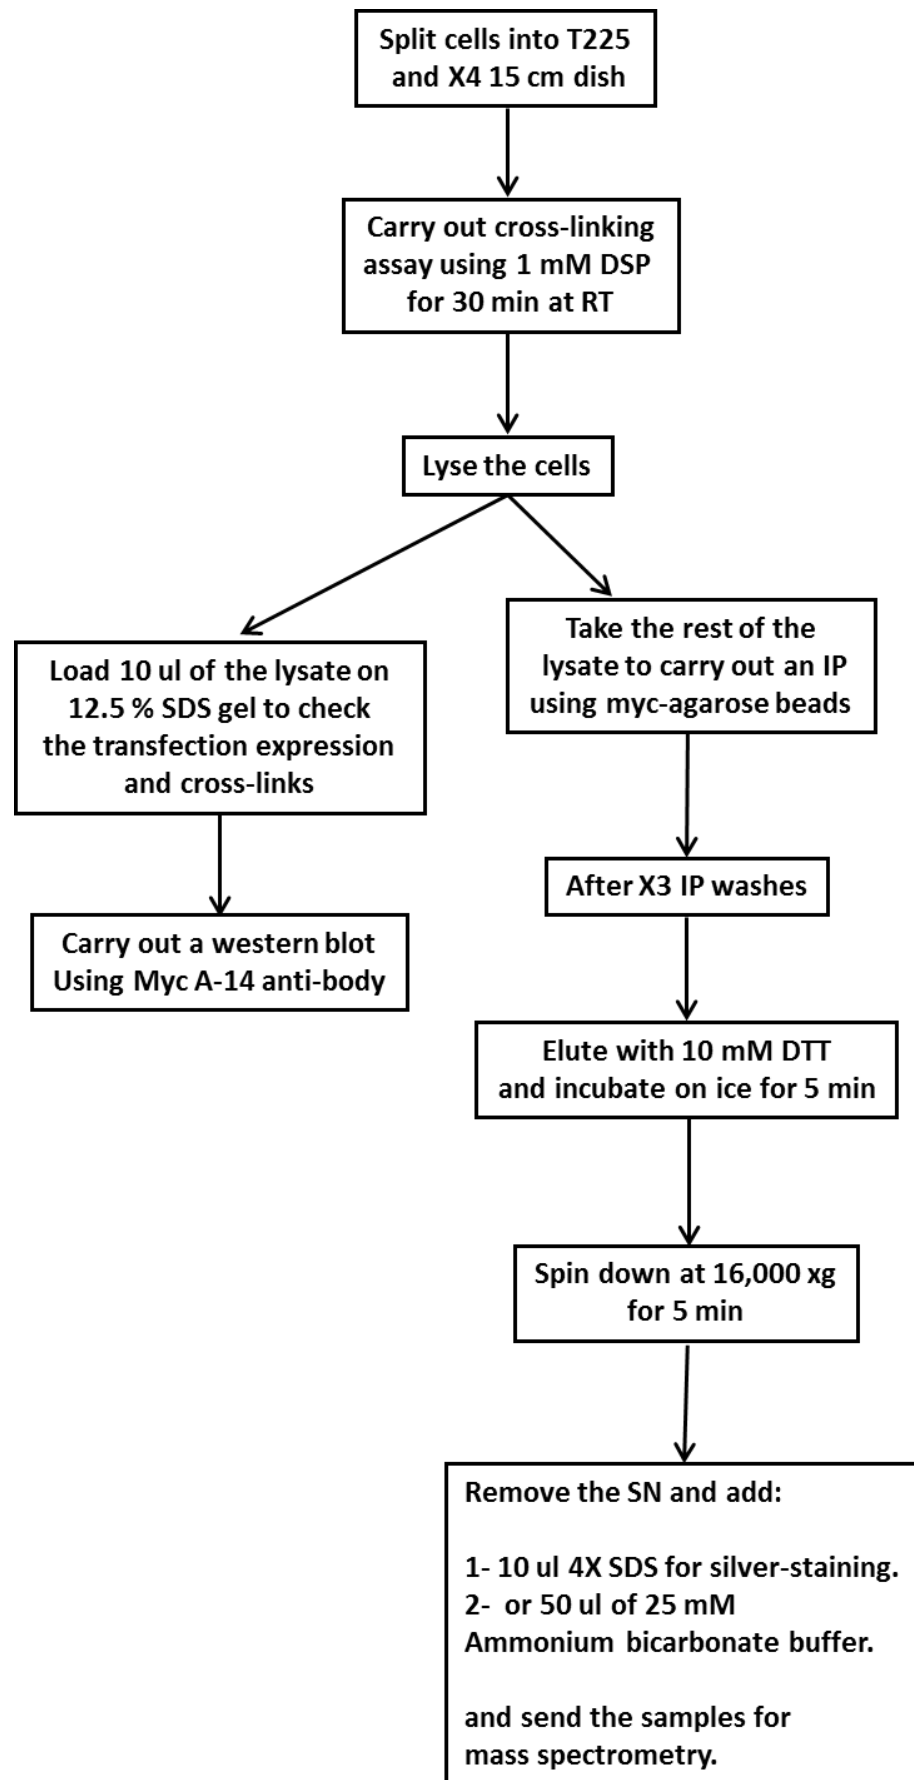 Split cells into T225
and X4 15 cm dish
Carry out cross-linking
assay using 1 mM DSP
for 30 min at RT
Lyse the cells
Load 10 ul of the lysate on
12.5 % SDS gel to check
the transfection expression
and cross-links
Carry out a western blot
Using Myc A-14 anti-body
Take the rest of the
lysate to carry out an IP
using myc-agarose beads
After X3 IP washes
Elute with 10 mM DTT
and incubate on ice for 5 min
Spin down at 16,000 xg
for 5 min
Remove the SN and add:
1- 10 ul 4X SDS for silver-staining.
2- or 50 ul of 25 mM
Ammonium bicarbonate buffer.
and send the samples for
mass spectrometry.